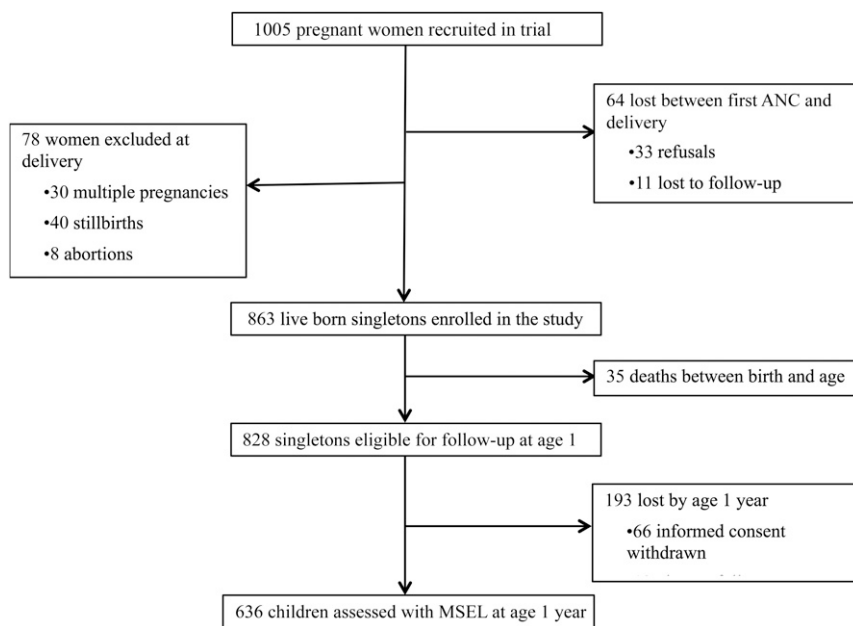 1005 pregnant women recruited in trial
64 lost between first ANC and
delivery
•33 refusals
•11 lost to follow-up
78 women excluded at
delivery
•30 multiple pregnancies
•40 stillbirths
•8 abortions
863 live born singletons enrolled in the study
35 deaths between birth and age
828 singletons eligible for follow-up at age 1
193 lost by age 1 year
•66 informed consent
withdrawn
636 children assessed with MSEL at age 1 year